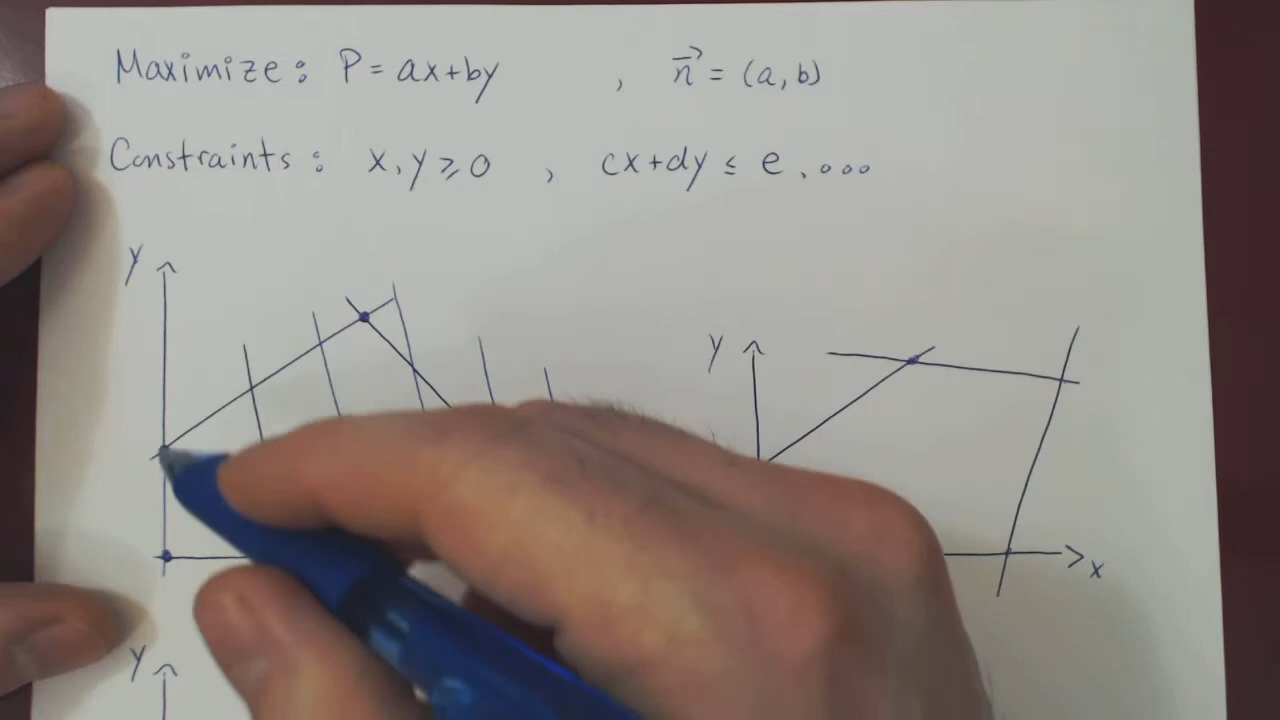 Maximize: P = ax+by , n⃗ = (a, b)
Constraints: x, y ⩾ 0 , cx+dy ≤ e, ...
y
y
x
y